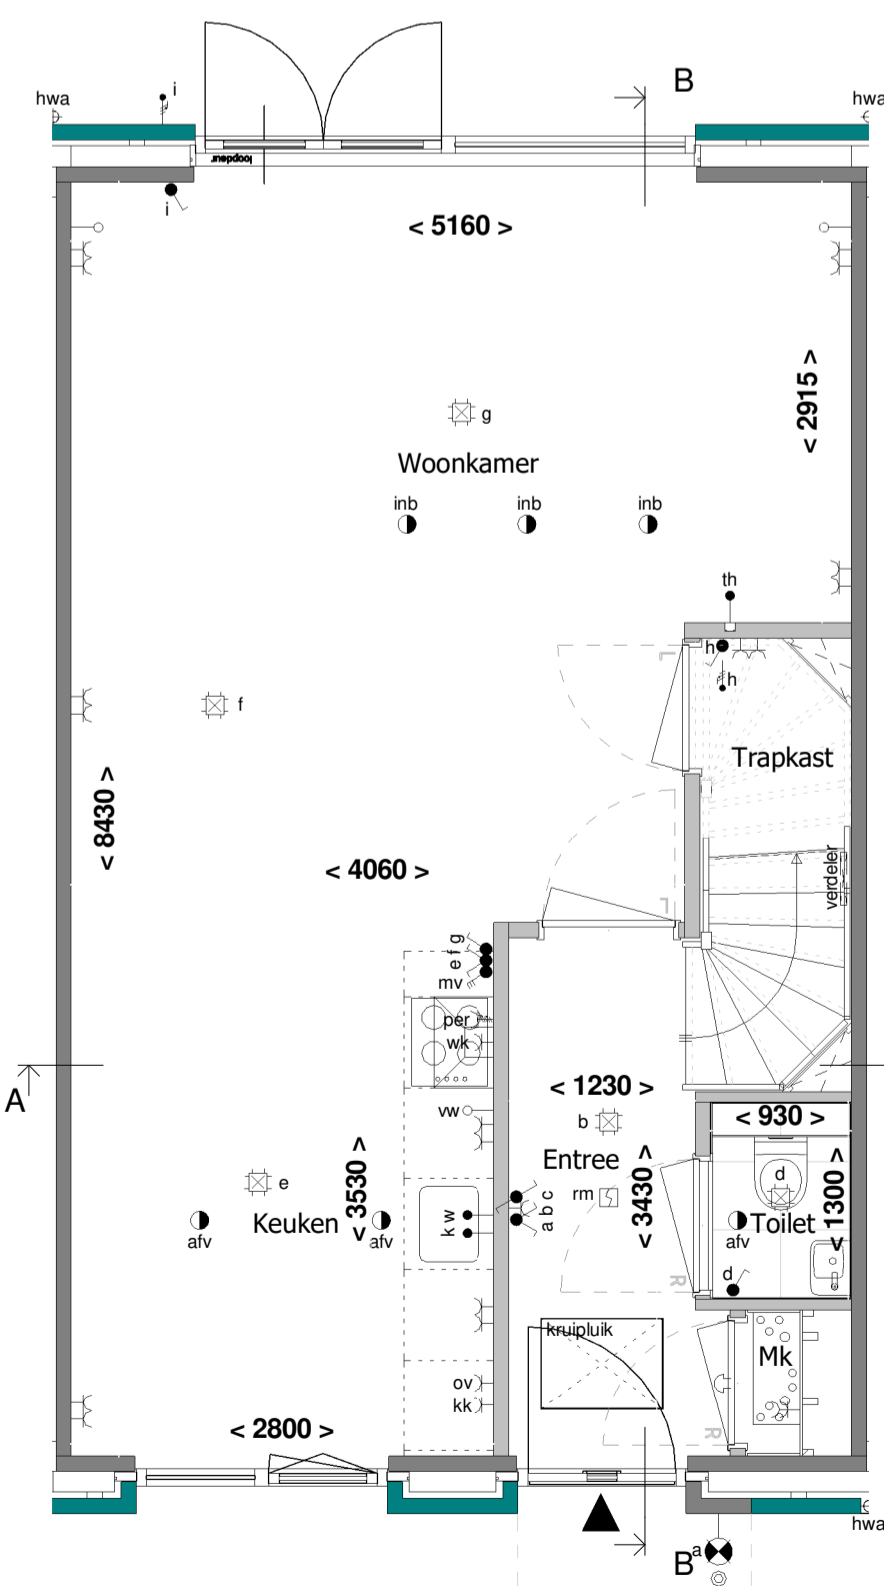 B
hwa
i
hwa
loopdeur
i
< 5160 >
< 2915 >
g
Woonkamer
inb
inb
inb
th
L
h
h
f
Trapkast
< 8430 >
verdeler
< 4060 >
L
e f g
mv
per
wk
A
< 1230 >
vw
b
< 930 >
Entree
d
e
rm
< 3530 >
k w
a b c
< 3430 >
< 1300 >
Keuken
Toilet
afv
afv
afv
d
R
kruipluik
Mk
ov
kk
R
< 2800 >
hwa
a
B